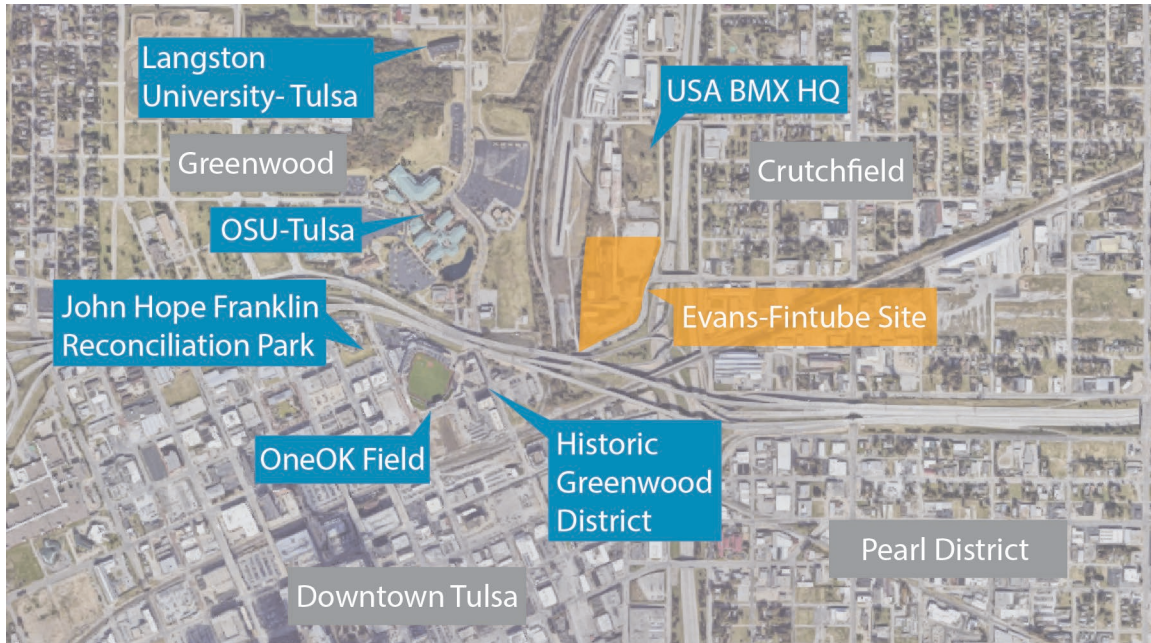 Langston
University- Tulsa
USA BMX HQ
Greenwood
Crutchfield
OSU-Tulsa
John Hope Franklin
Reconciliation Park
Evans-Fintube Site
OneOK Field
Historic
Greenwood
District
Pearl District
Downtown Tulsa